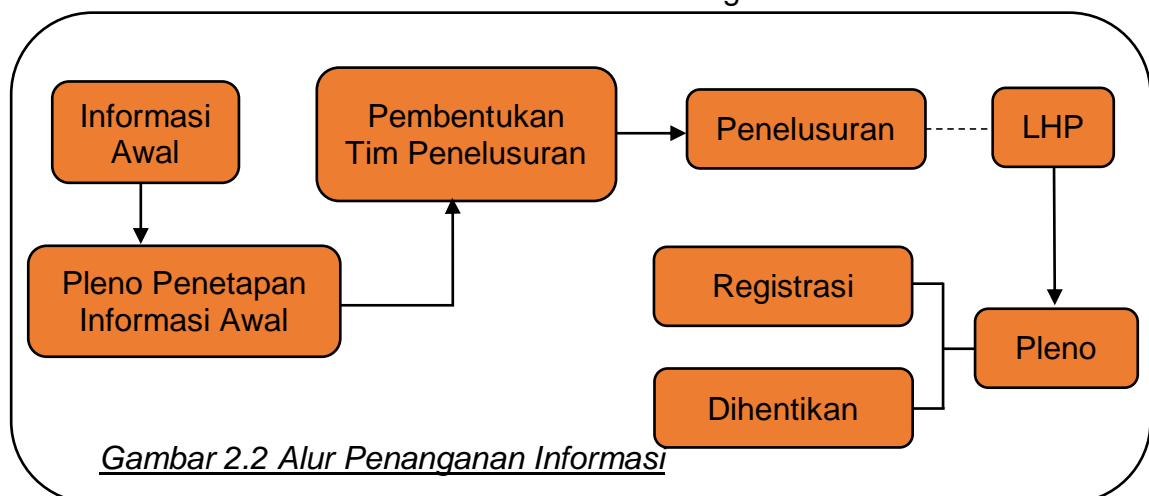 Informasi
Awal
Pembentukan
Tim Penelusuran
Penelusuran
LHP
Pleno Penetapan
Informasi Awal
Registrasi
Pleno
Dihentikan
Gambar 2.2 Alur Penanganan Informasi